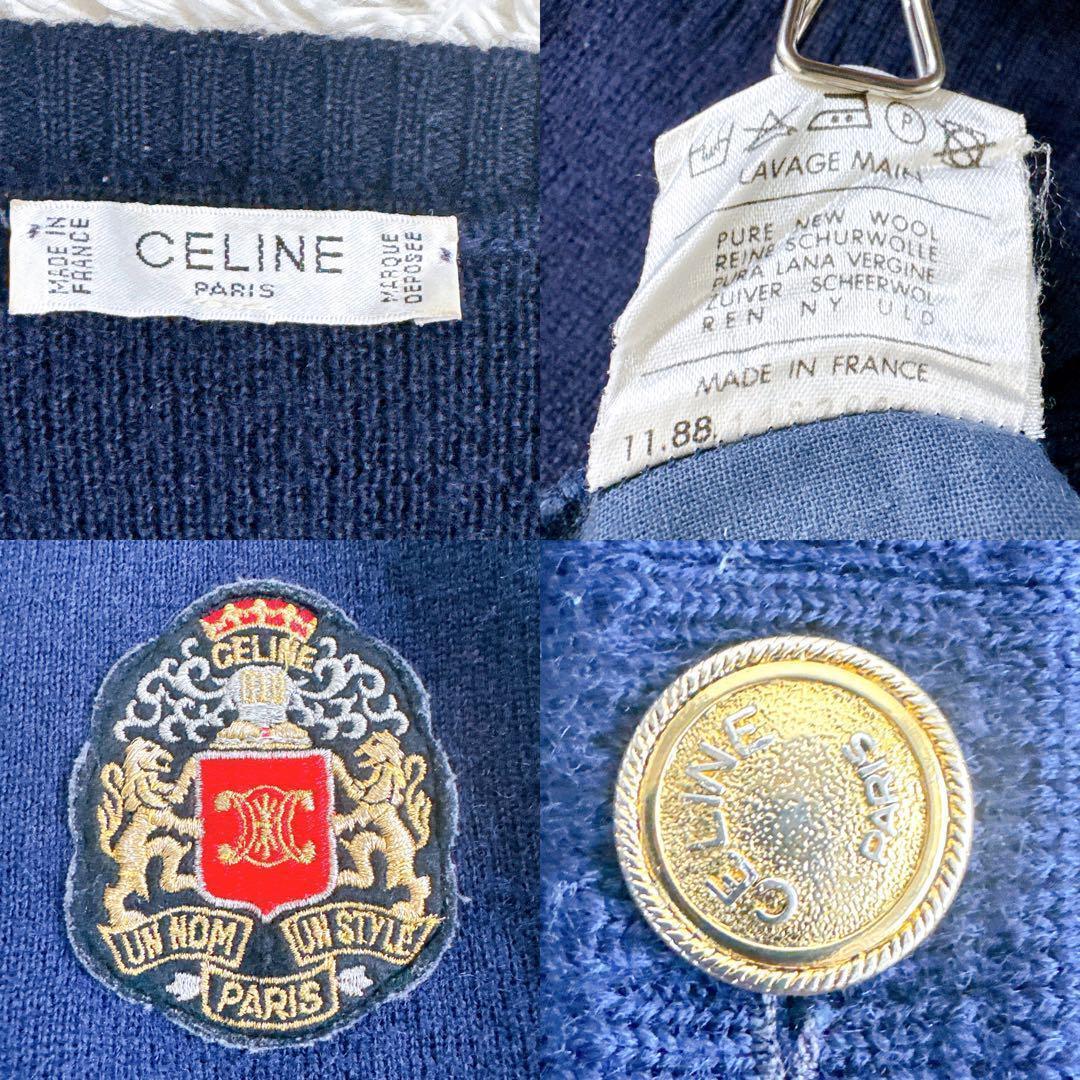 MADE IN
FRANCE
CELINE
PARIS
MARQUE
DEPOSEE
P
LAVAGE MAIN
PURE NEW WOOL
REINE SCHURWOLLE
PURA LANA VERGINE
ZUIVER SCHEERWOL
REN NY ULD
MADE IN FRANCE
11.88
CELINE
UN NOM
UN STYLE
PARIS
CELINE
PARIS